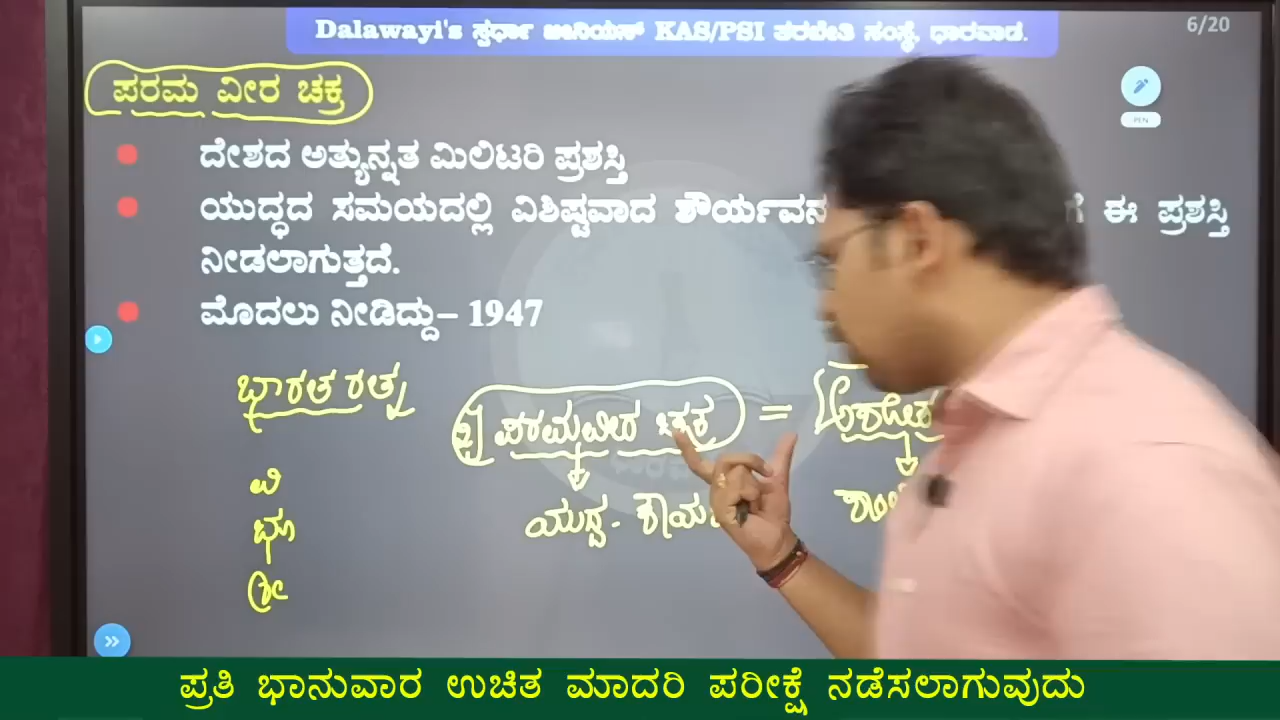 Dalawayi's ಸ್ಪರ್ಧಾ ಜೀನಿಯಸ್ KAS/PSI ತರಬೇತಿ ಸಂಸ್ಥೆ, ಧಾರವಾಡ.
6/20
ಪರಮ ವೀರ ಚಕ್ರ
PEN
ದೇಶದ ಅತ್ಯುನ್ನತ ಮಿಲಿಟರಿ ಪ್ರಶಸ್ತಿ
ಯುದ್ಧದ ಸಮಯದಲ್ಲಿ ವಿಶಿಷ್ಟವಾದ ಈ ಪ್ರಶಸ್ತಿ
ನೀಡಲಾಗುತ್ತದೆ.
ಮೊದಲು ನೀಡಿದ್ದು– 1947
ಭಾರತ ರತ್ನ
ಪರಮವೀರ ಚಕ್ರ =
ವಿ
ಯುದ್ಧ -
ಭೂ
ಶ್ರೀ
ಪ್ರತಿ ಭಾನುವಾರ ಉಚಿತ ಮಾದರಿ ಪರೀಕ್ಷೆ ನಡೆಸಲಾಗುವುದು